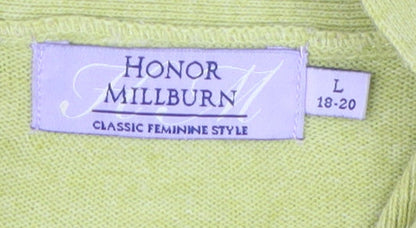 HONOR
MILLBURN
CLASSIC FEMININE STYLE
L
18-20